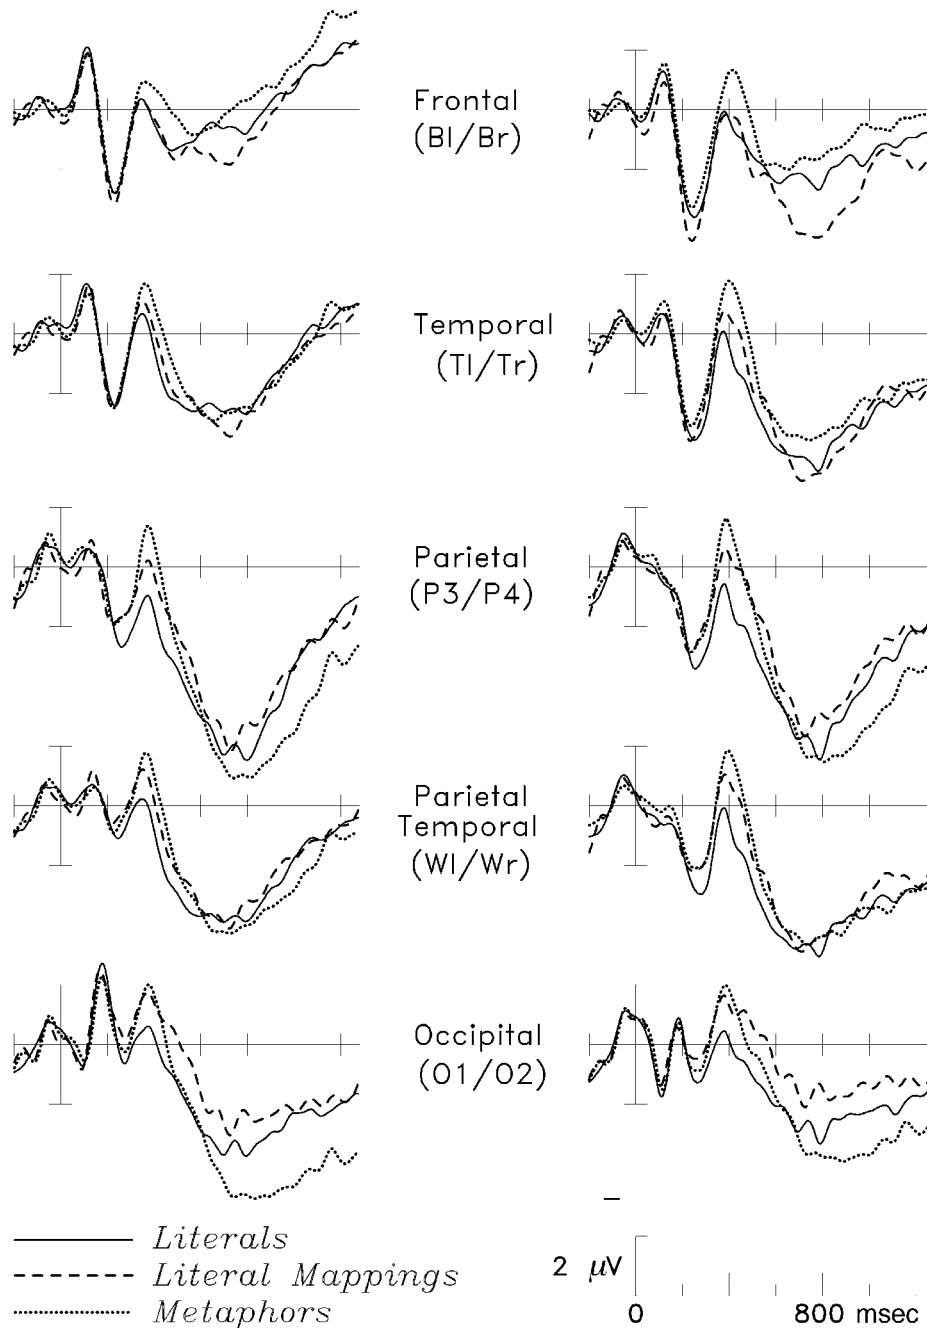 Frontal
(Bl/Br)
Temporal
(Tl/Tr)
Parietal
(P3/P4)
Parietal
Temporal
(Wl/Wr)
Occipital
(O1/O2)
Literals
Literal Mappings
Metaphors
–
2 μV
0 800 msec